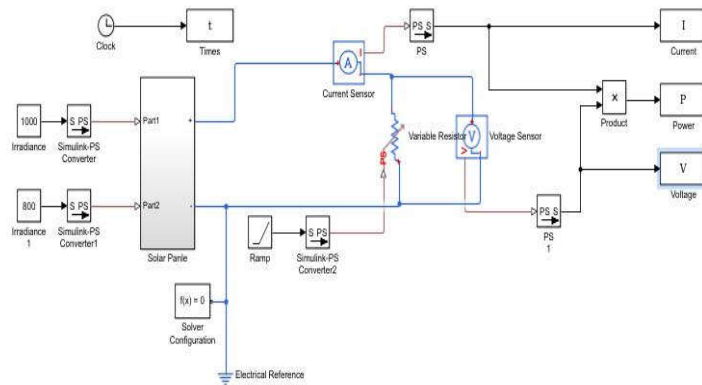 Clock
t
Times
PS S
PS
I
Current
A
I
Current Sensor
1000
Irradiance
S PS
Simulink-PS
Converter
Part1
+
PS
Variable Resistor
V
V
Voltage Sensor
×
Product
P
Power
800
Irradiance
1
S PS
Simulink-PS
Converter1
Part2
-
Solar Panle
Ramp
S PS
Simulink-PS
Converter2
PS S
PS
1
V
Voltage
f(x) = 0
Solver
Configuration
Electrical Reference